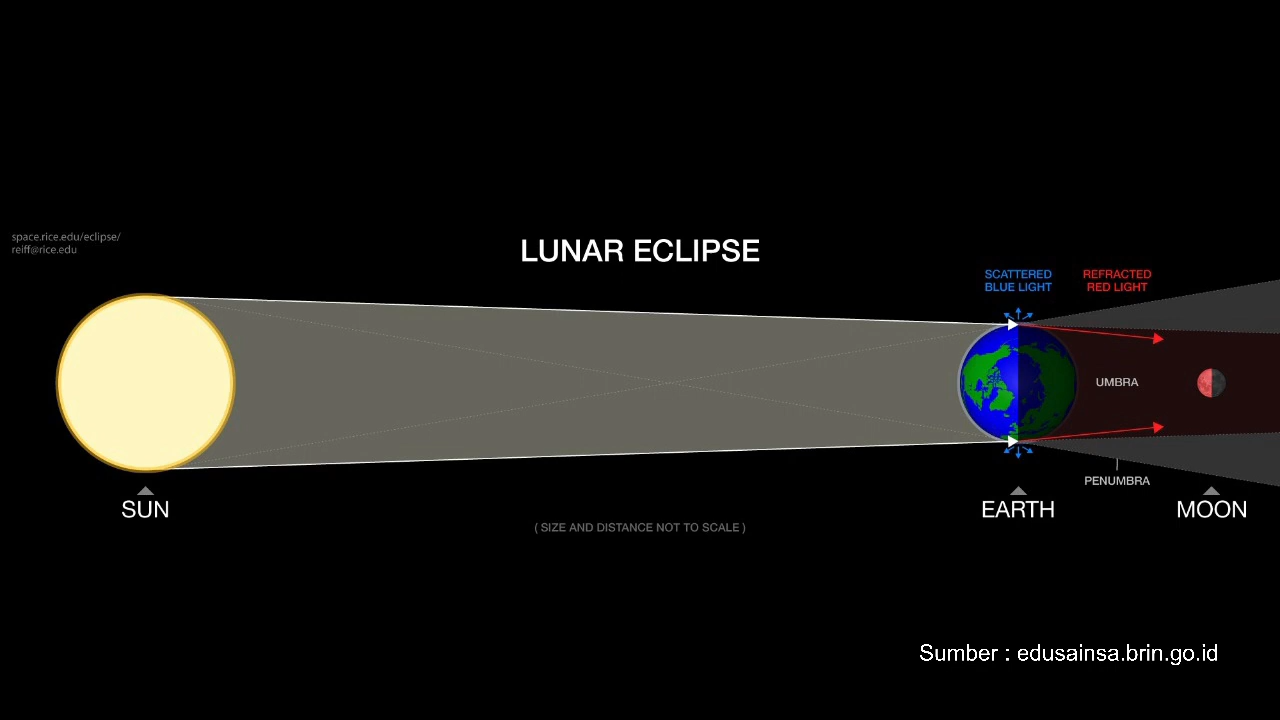 space.rice.edu/eclipse/
reiff@rice.edu
LUNAR ECLIPSE
SCATTERED
BLUE LIGHT
REFRACTED
RED LIGHT
UMBRA
PENUMBRA
SUN
EARTH
MOON
( SIZE AND DISTANCE NOT TO SCALE )
Sumber : edusainsa.brin.go.id